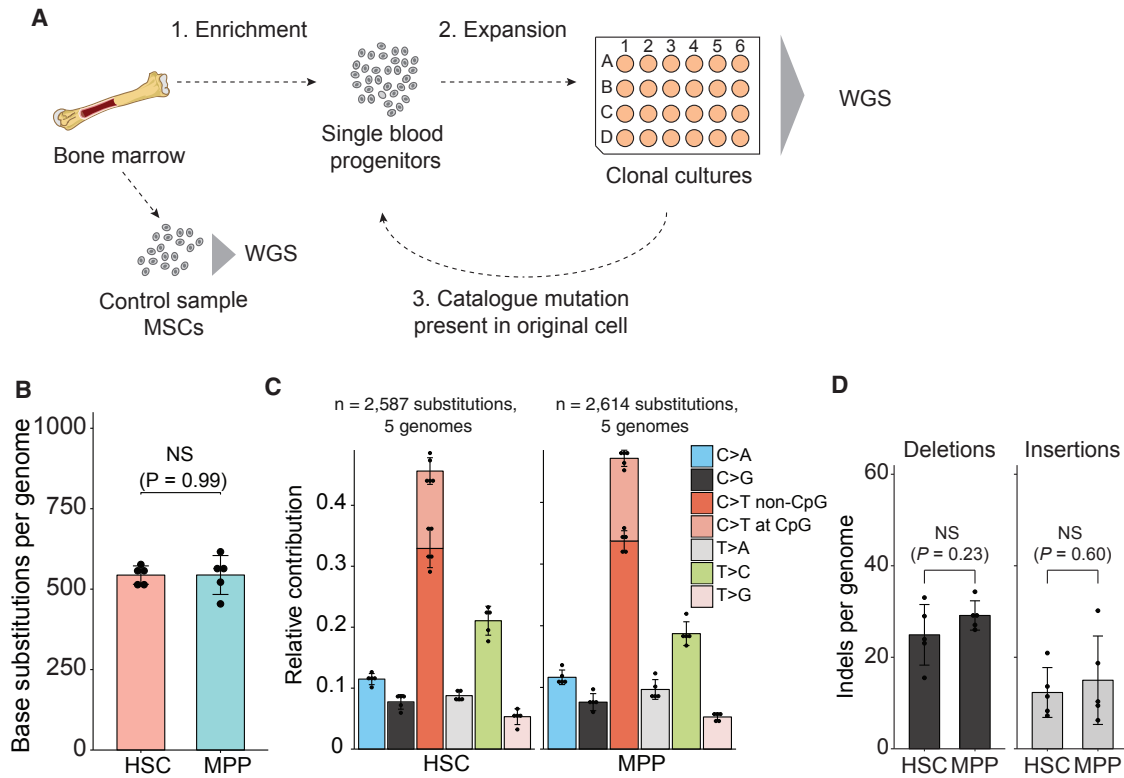 A
1. Enrichment
2. Expansion
1 2 3 4 5 6
A
B
C
D
WGS
Bone marrow
Single blood
progenitors
Clonal cultures
WGS
Control sample
MSCs
3. Catalogue mutation
present in original cell
B
Base substitutions per genome
1000
750
500
250
0
NS
(P = 0.99)
HSC MPP
C
n = 2,587 substitutions,
5 genomes
n = 2,614 substitutions,
5 genomes
Relative contribution
0.4
0.3
0.2
0.1
0
HSC
MPP
C>A
C>G
C>T non-CpG
C>T at CpG
T>A
T>C
T>G
D
Deletions
Insertions
Indels per genome
60
40
20
0
NS
(P = 0.23)
NS
(P = 0.60)
HSC MPP
HSC MPP